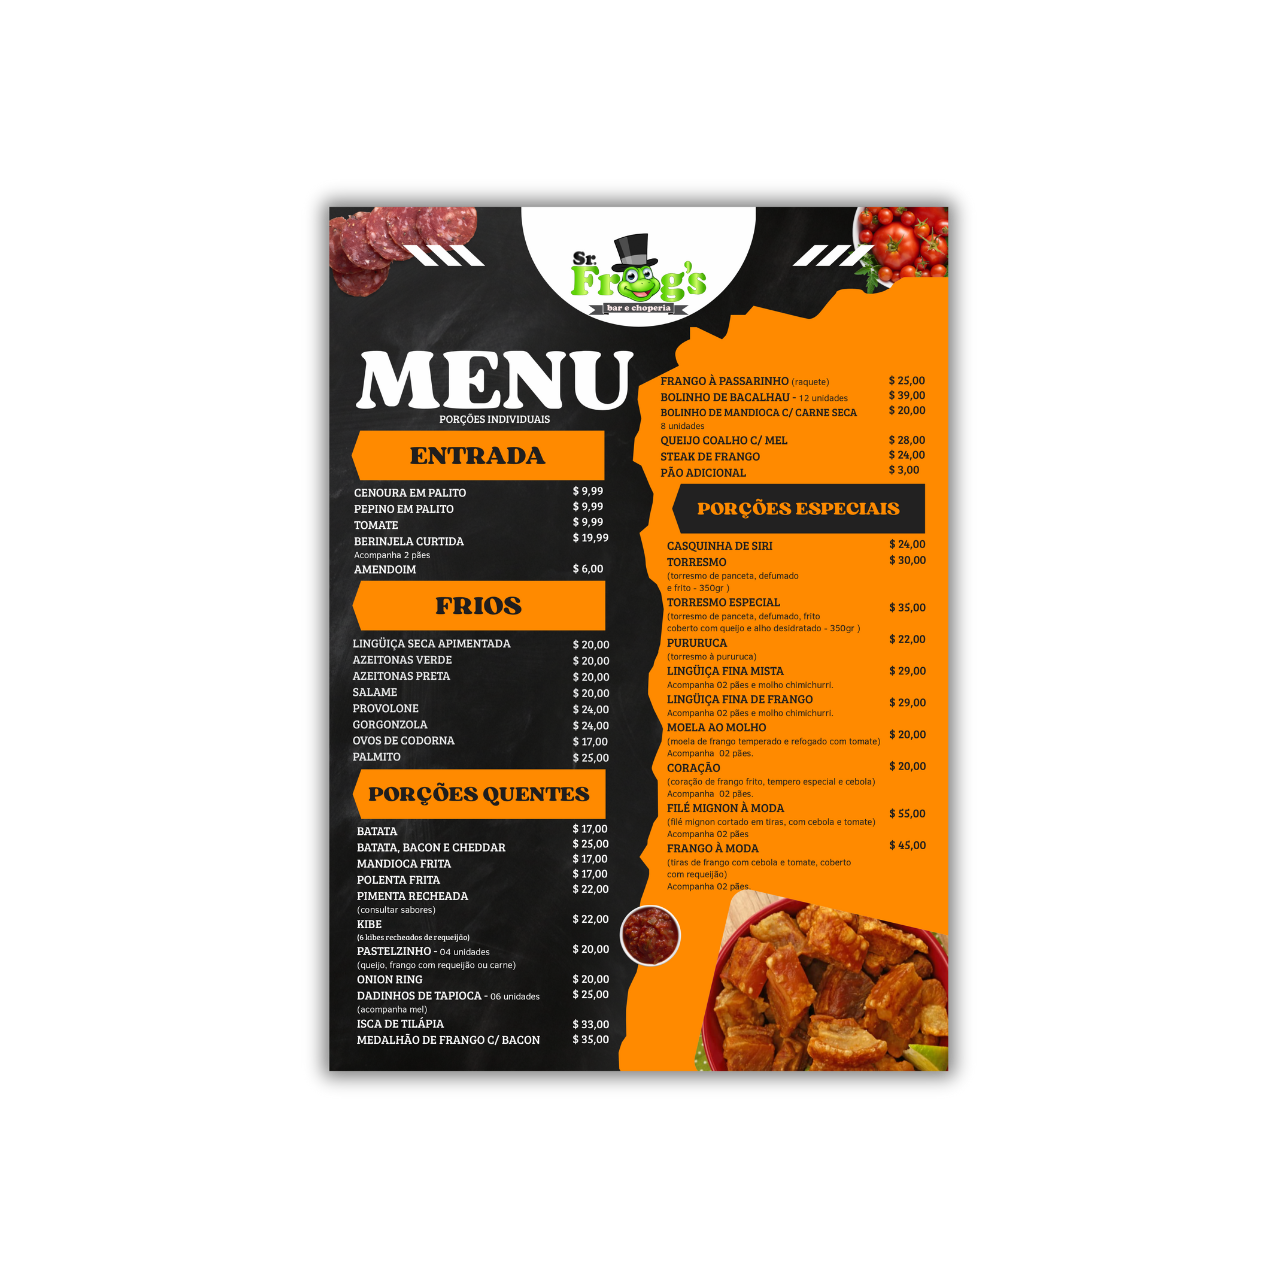 Sr.
Frog's
bar e choperia
MENU
PORÇÕES INDIVIDUAIS
ENTRADA
CENOURA EM PALITO $ 9,99
PEPINO EM PALITO $ 9,99
TOMATE $ 9,99
BERINJELA CURTIDA $ 19,99
Acompanha 2 pães
AMENDOIM $ 6,00
FRIOS
LINGÜIÇA SECA APIMENTADA $ 20,00
AZEITONAS VERDE $ 20,00
AZEITONAS PRETA $ 20,00
SALAME $ 20,00
PROVOLONE $ 24,00
GORGONZOLA $ 24,00
OVOS DE CODORNA $ 17,00
PALMITO $ 25,00
PORÇÕES QUENTES
BATATA $ 17,00
BATATA, BACON E CHEDDAR $ 25,00
MANDIOCA FRITA $ 17,00
POLENTA FRITA $ 17,00
PIMENTA RECHEADA $ 22,00
(consultar sabores)
KIBE $ 22,00
(6 kibes recheados de requeijão)
PASTELZINHO - 04 unidades $ 20,00
(queijo, frango com requeijão ou carne)
ONION RING $ 20,00
DADINHOS DE TAPIOCA - 06 unidades $ 25,00
(acompanha mel)
ISCA DE TILÁPIA $ 33,00
MEDALHÃO DE FRANGO C/ BACON $ 35,00
FRANGO À PASSARINHO (raquete) $ 25,00
BOLINHO DE BACALHAU - 12 unidades $ 39,00
BOLINHO DE MANDIOCA C/ CARNE SECA $ 20,00
8 unidades
QUEIJO COALHO C/ MEL $ 28,00
STEAK DE FRANGO $ 24,00
PÃO ADICIONAL $ 3,00
PORÇÕES ESPECIAIS
CASQUINHA DE SIRI $ 24,00
TORRESMO $ 30,00
(torresmo de panceta, defumado
e frito - 350gr )
TORRESMO ESPECIAL $ 35,00
(torresmo de panceta, defumado, frito
coberto com queijo e alho desidratado - 350gr )
PURURUCA $ 22,00
(torresmo à pururuca)
LINGÜIÇA FINA MISTA $ 29,00
Acompanha 02 pães e molho chimichurri.
LINGÜIÇA FINA DE FRANGO $ 29,00
Acompanha 02 pães e molho chimichurri.
MOELA AO MOLHO $ 20,00
(moela de frango temperado e refogado com tomate)
Acompanha 02 pães.
CORAÇÃO $ 20,00
(coração de frango frito, tempero especial e cebola)
Acompanha 02 pães.
FILÉ MIGNON À MODA $ 55,00
(filé mignon cortado em tiras, com cebola e tomate)
Acompanha 02 pães
FRANGO À MODA $ 45,00
(tiras de frango com cebola e tomate, coberto
com requeijão)
Acompanha 02 pães.